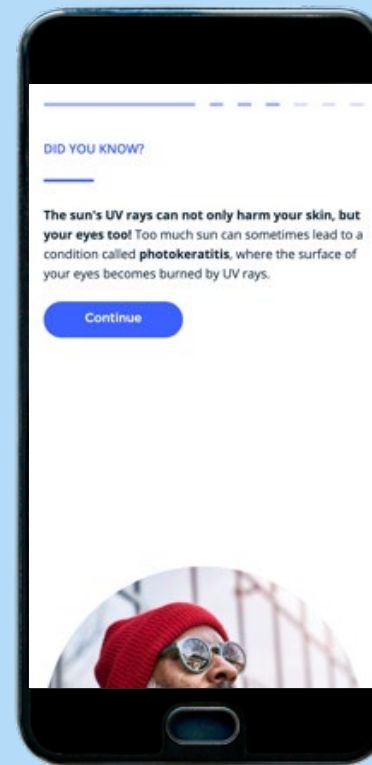 DID YOU KNOW?
The sun's UV rays can not only harm your skin, but
your eyes too! Too much sun can sometimes lead to a
condition called photokeratitis, where the surface of
your eyes becomes burned by UV rays.
Continue